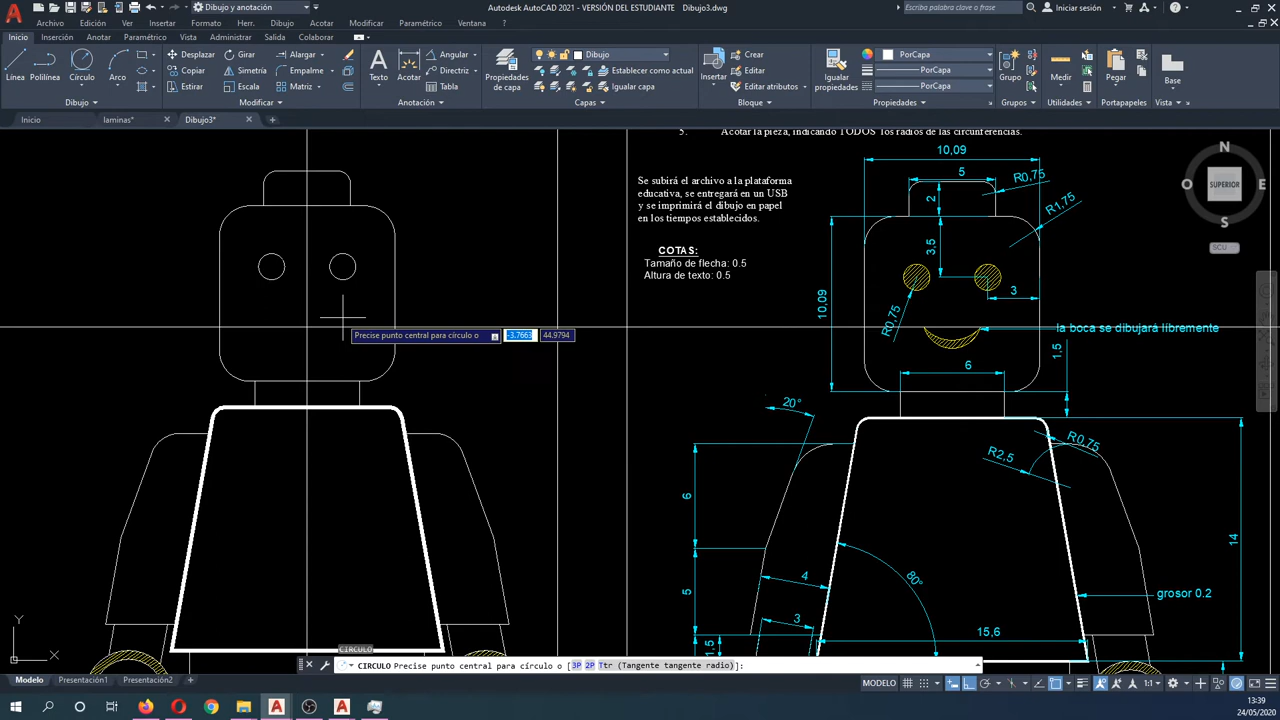 Dibujo y anotación
Autodesk AutoCAD 2021 - VERSIÓN DEL ESTUDIANTE Dibujo3.dwg
Escriba palabra clave o frase
Iniciar sesión
Archivo Edición Ver Insertar Formato Herr. Dibujo Acotar Modificar Paramétrico Ventana
Inicio Inserción Anotar Paramétrico Vista Administrar Salida Colaborar
Línea Polilínea Círculo Arco
Desplazar Girar Alargar
Copiar Simetría Empalme
Estirar Escala Matriz
Texto Acotar
Angular
Directriz
Tabla
Propiedades de capa
Dibujo
Establecer como actual
Igualar capa
Insertar
Crear
Editar
Editar atributos
Igualar propiedades
PorCapa
PorCapa
PorCapa
Grupo Medir Pegar Base
Dibujo Modificar Anotación Capas Bloque Propiedades Grupos Utilidades Portapapeles Vista
Inicio laminas* Dibujo3*
5. Acotar la pieza, indicando TODOS los radios de las circunferencias.
Se subirá el archivo a la plataforma
educativa, se entregará en un USB
y se imprimirá el dibujo en papel
en los tiempos establecidos.
COTAS:
Tamaño de flecha: 0.5
Altura de texto: 0.5
10,09
5
R0,75
2
R1,75
3,5
3
10,09
R0,75
la boca se dibujará libremente
1,5
6
20°
R0,75
R2,5
6
14
4
80°
5
grosor 0.2
3
15,6
1,5
N
O SUPERIOR E
S
SCU
Precise punto central para círculo o -3.7663 44.9794
Y
X
CIRCULO
CIRCULO Precise punto central para círculo o [3P 2P Ttr (Tangente tangente radio)]:
Modelo Presentación1 Presentación2
MODELO
1:1
13:39
24/05/2020